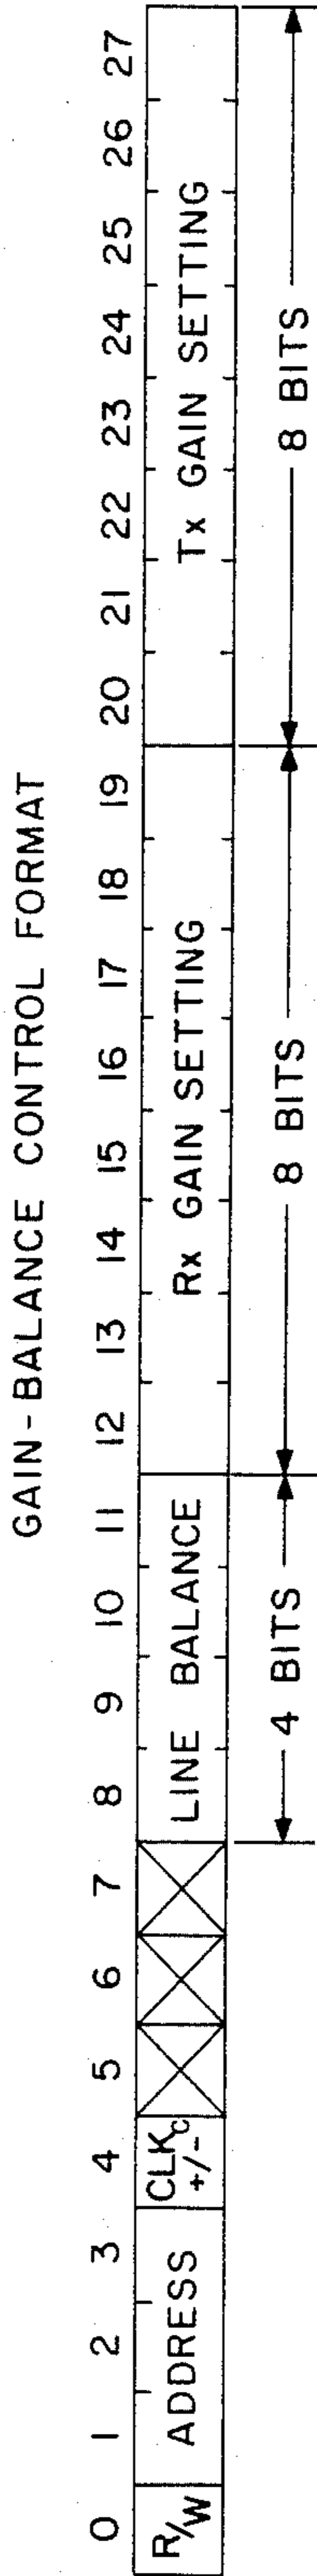 GAIN-BALANCE CONTROL FORMAT
0 1 2 3 4 5 6 7 8 9 10 11 12 13 14 15 16 17 18 19 20 21 22 23 24 25 26 27
R/W ADDRESS CLKC LINE BALANCE Rx GAIN SETTING Tx GAIN SETTING
+/-
4 BITS 8 BITS 8 BITS